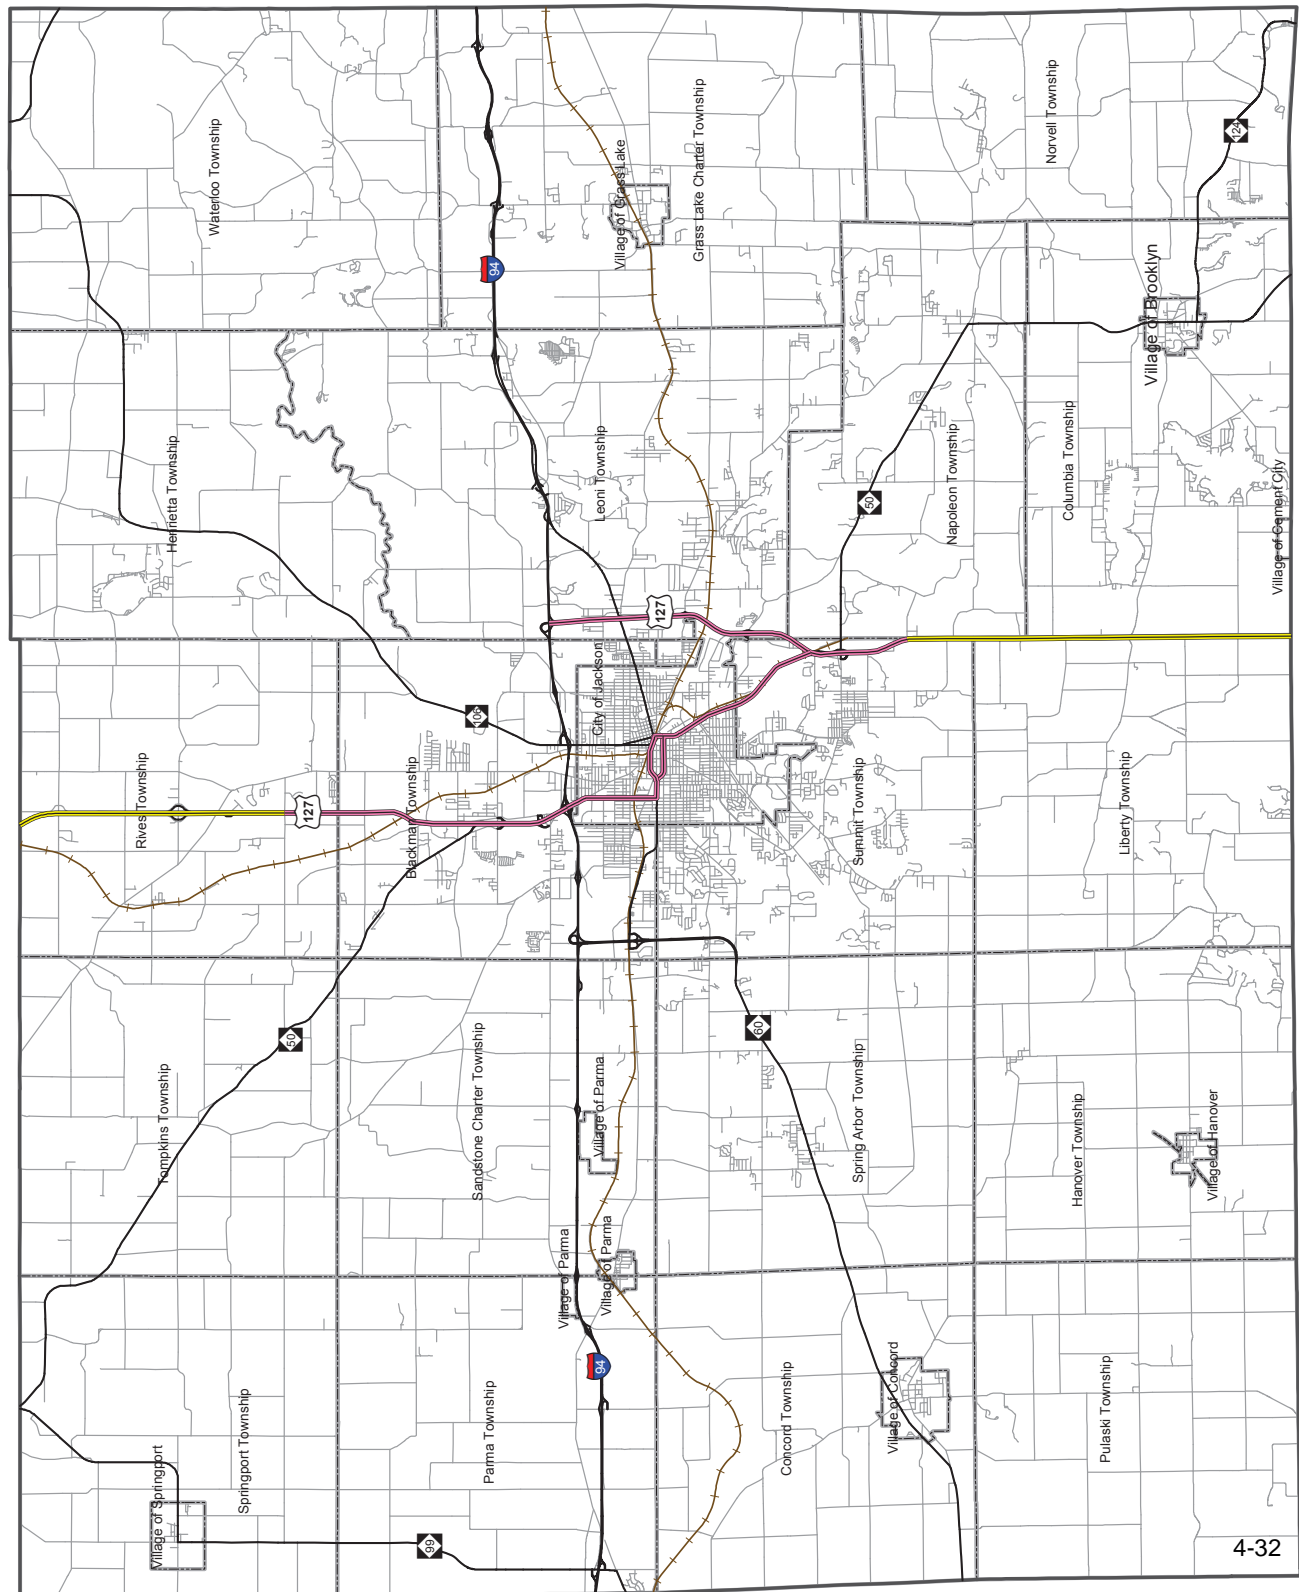 Waterloo Township
Village of Grass Lake
Grass Lake Charter Township
Norvell Township
124
94
Village of Brooklyn
Henrietta Township
Leoni Township
50
Napoleon Township
Columbia Township
Village of Cement City
127
City of Jackson
106
Rives Township
127
Blackman Township
Summit Township
Liberty Township
50
Tompkins Township
Sandstone Charter Township
Village of Parma
60
Spring Arbor Township
Hanover Township
Village of Hanover
Village of Parma
Village of Parma
94
Village of Springport
Springport Township
99
Parma Township
Concord Township
Village of Concord
Pulaski Township
4-32